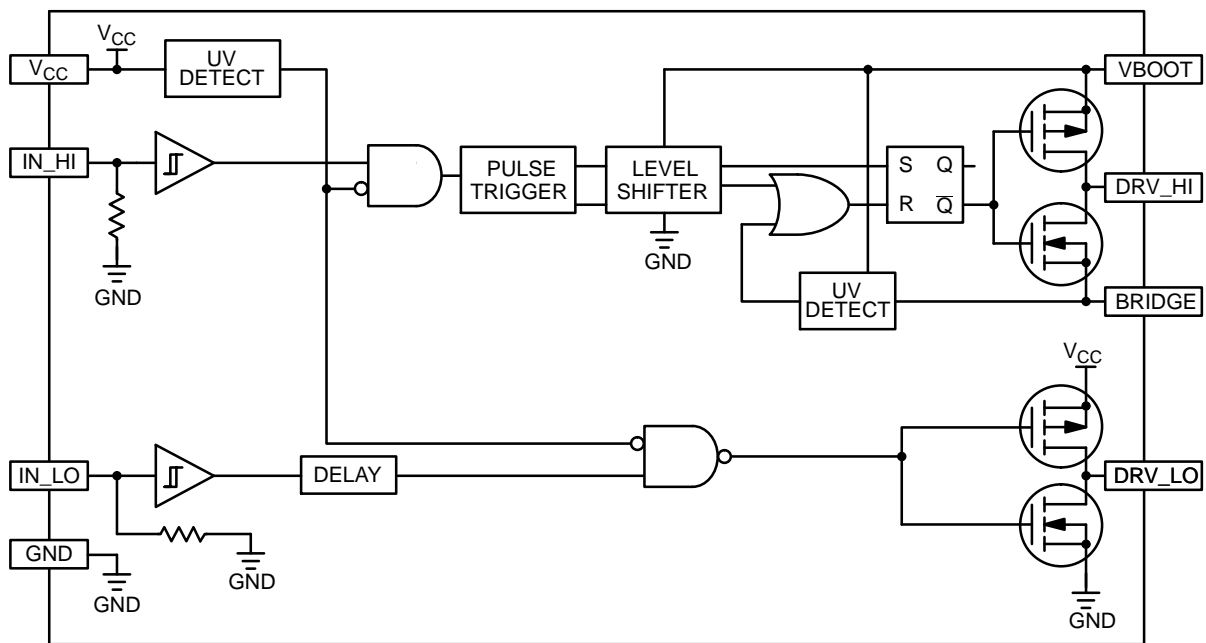 VCC
VCC
UV
DETECT
VBOOT
IN_HI
PULSE
TRIGGER
LEVEL
SHIFTER
S Q
R Q̅
DRV_HI
GND
GND
UV
DETECT
BRIDGE
VCC
IN_LO
DELAY
DRV_LO
GND
GND
GND
GND